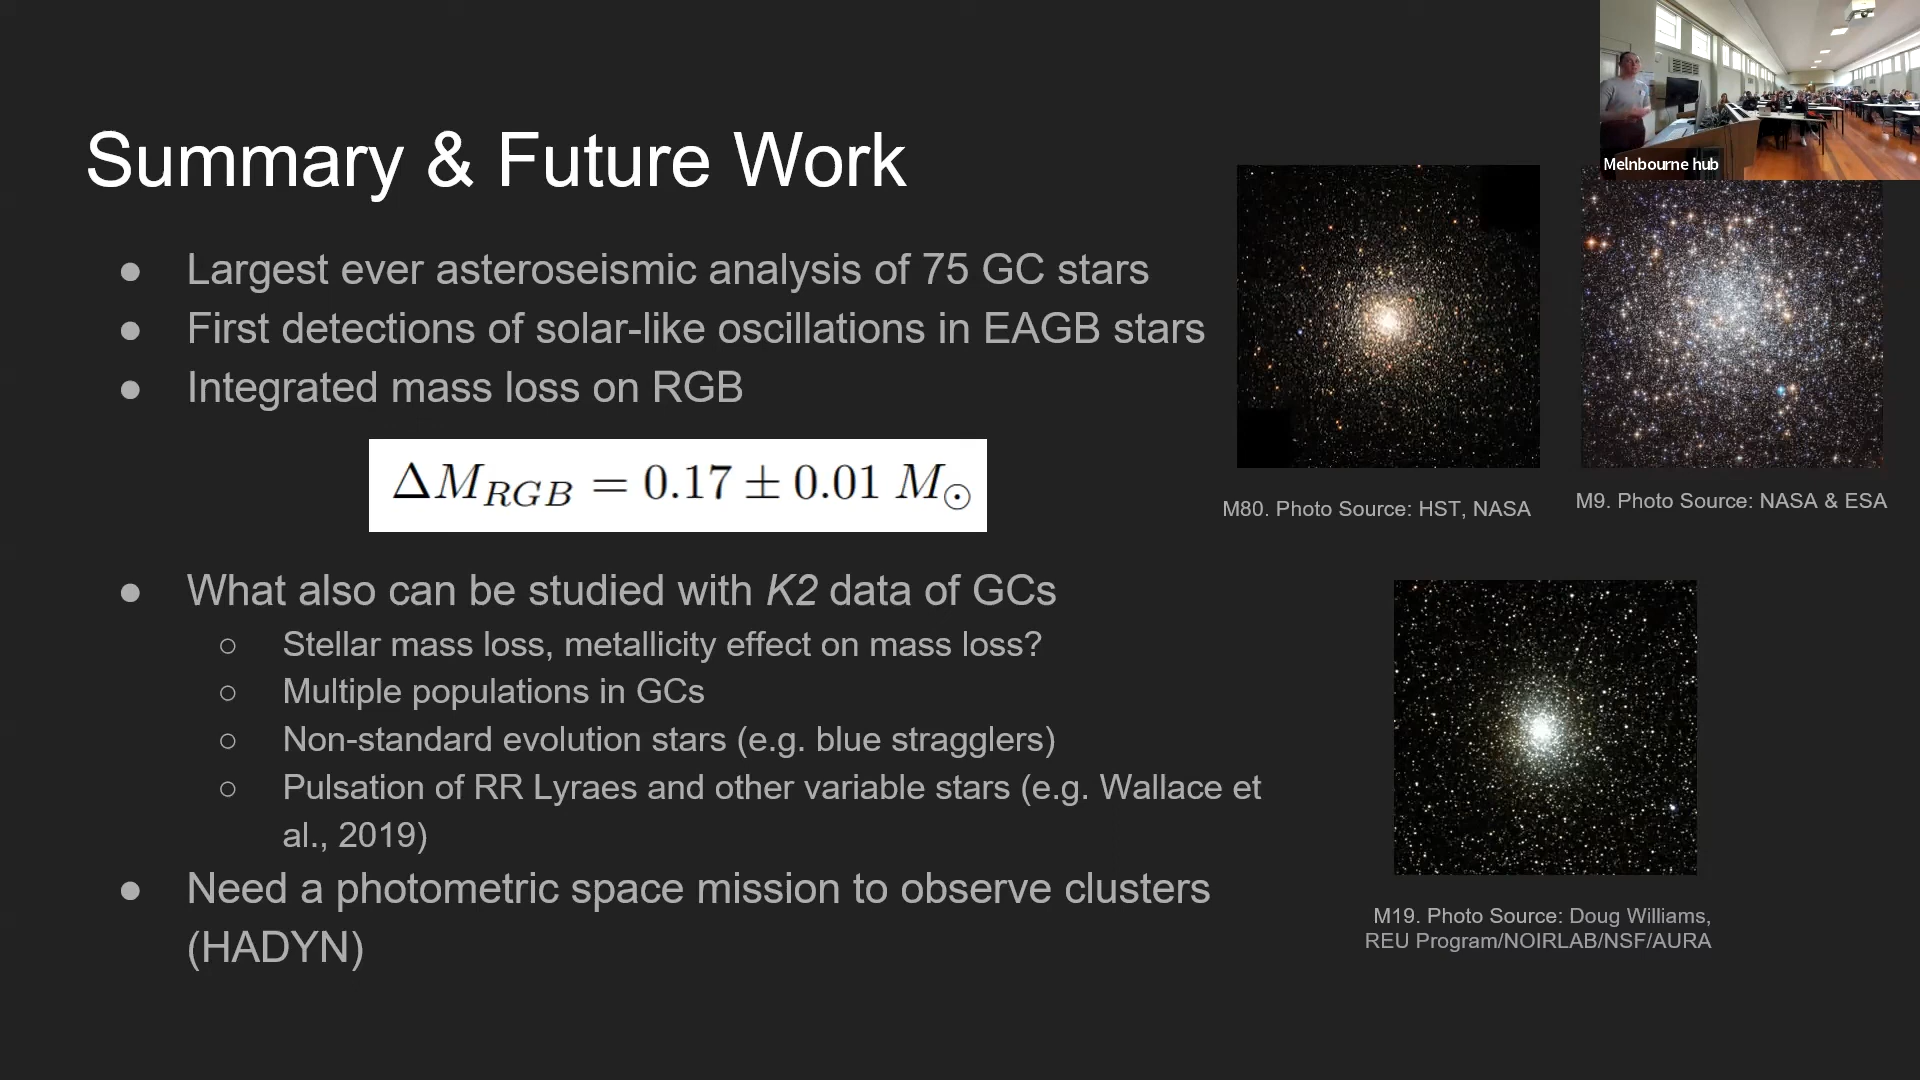 Summary & Future Work
● Largest ever asteroseismic analysis of 75 GC stars
● First detections of solar-like oscillations in EAGB stars
● Integrated mass loss on RGB
ΔM_RGB = 0.17 ± 0.01 M_⊙
● What also can be studied with K2 data of GCs
○ Stellar mass loss, metallicity effect on mass loss?
○ Multiple populations in GCs
○ Non-standard evolution stars (e.g. blue stragglers)
○ Pulsation of RR Lyraes and other variable stars (e.g. Wallace et
al., 2019)
● Need a photometric space mission to observe clusters
(HADYN)
Melnbourne hub
M80. Photo Source: HST, NASA
M9. Photo Source: NASA & ESA
M19. Photo Source: Doug Williams,
REU Program/NOIRLAB/NSF/AURA